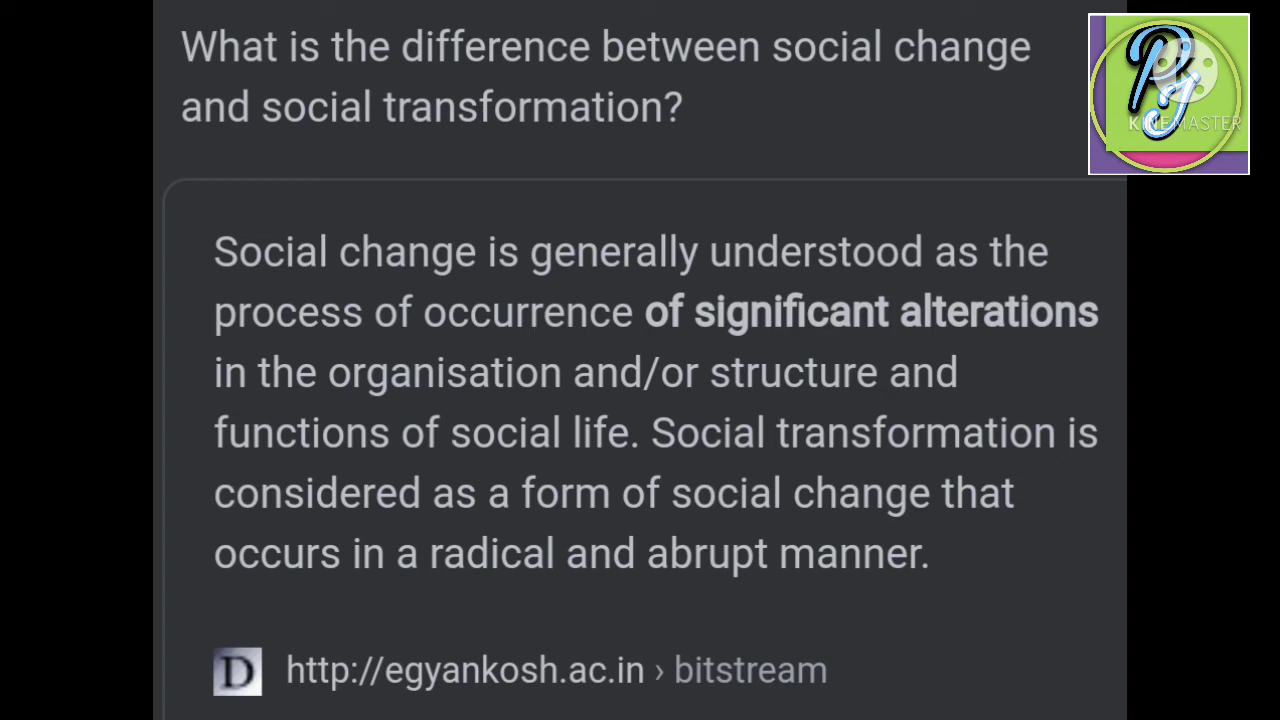 What is the difference between social change
and social transformation?
Social change is generally understood as the
process of occurrence of significant alterations
in the organisation and/or structure and
functions of social life. Social transformation is
considered as a form of social change that
occurs in a radical and abrupt manner.
D http://egyankosh.ac.in › bitstream
KINEMASTER